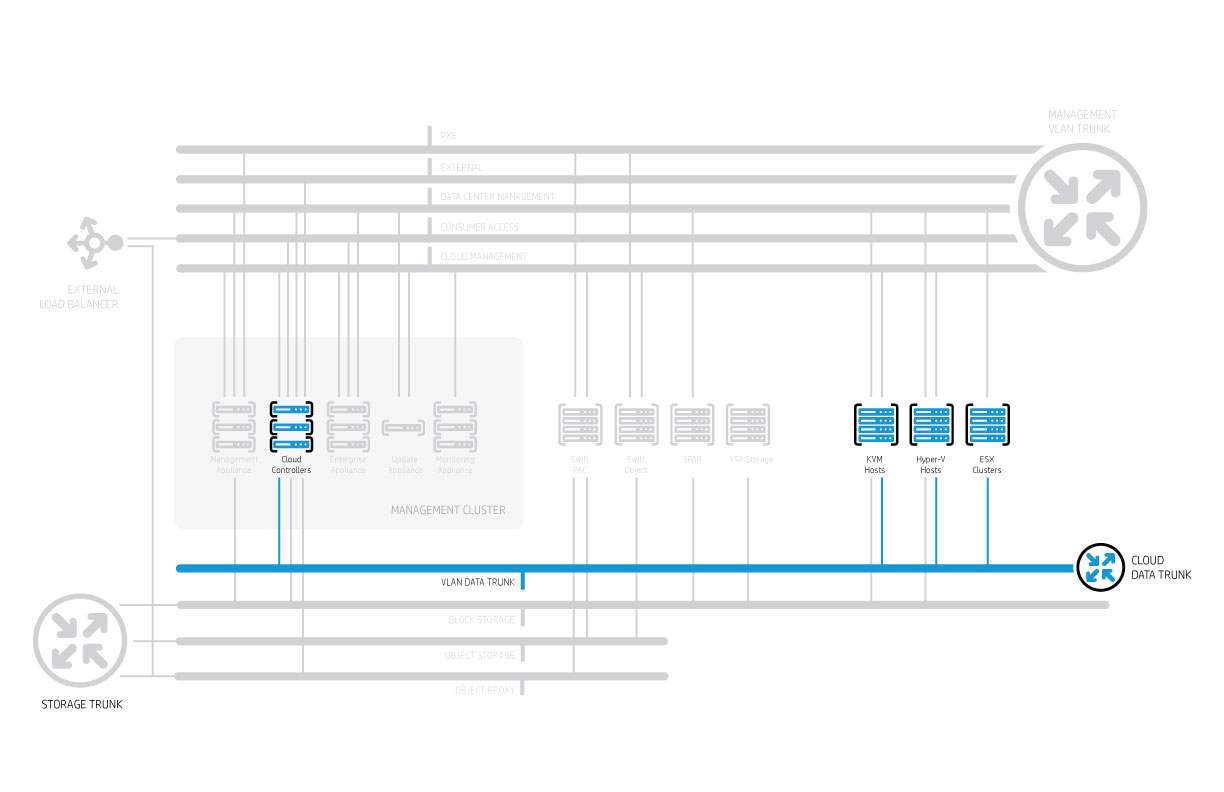 MANAGEMENT
VLAN TRUNK
PXE
EXTERNAL
DATA CENTER MANAGEMENT
CONSUMER ACCESS
CLOUD MANAGEMENT
EXTERNAL
LOAD BALANCER
Management
Appliance
Cloud
Controllers
Enterprise
Appliance
Update
Appliance
Monitoring
Appliance
Swift
PAC
Swift
Object
3PAR
VSA Storage
KVM
Hosts
Hyper-V
Hosts
ESX
Clusters
MANAGEMENT CLUSTER
CLOUD
DATA TRUNK
VLAN DATA TRUNK
BLOCK STORAGE
OBJECT STORAGE
OBJECT PROXY
STORAGE TRUNK